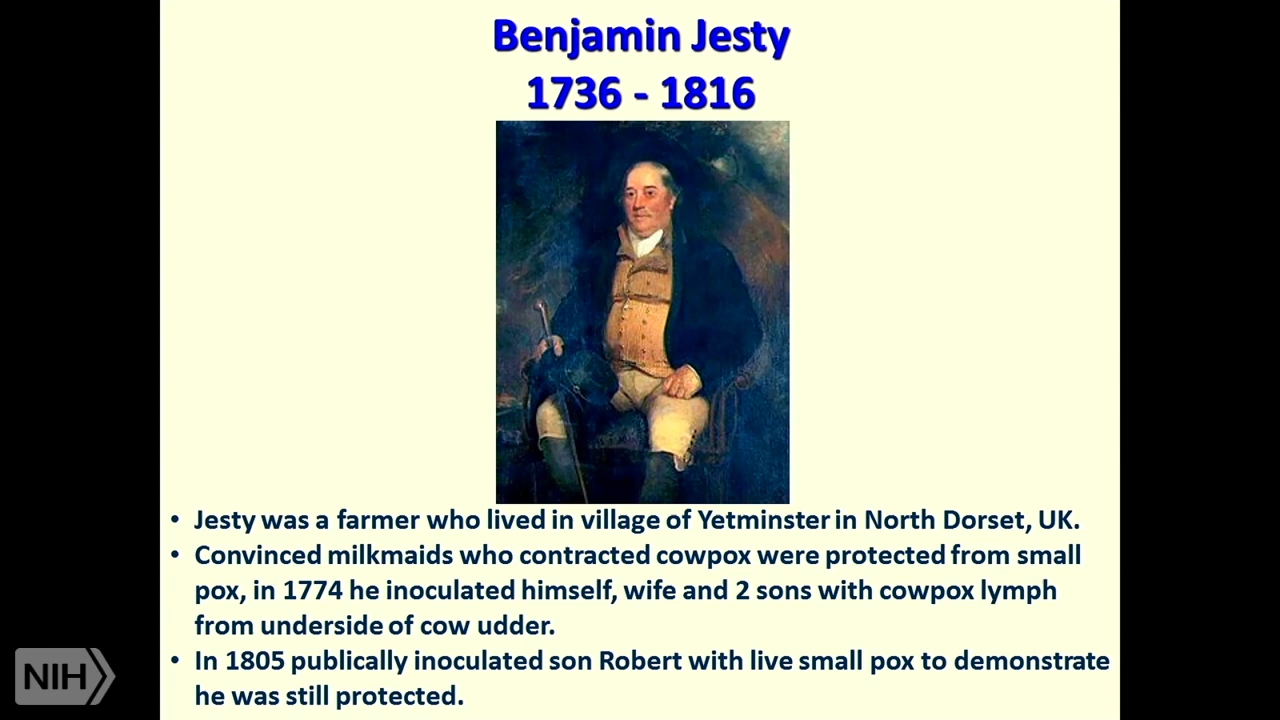 Benjamin Jesty
1736 - 1816
• Jesty was a farmer who lived in village of Yetminster in North Dorset, UK.
• Convinced milkmaids who contracted cowpox were protected from small
pox, in 1774 he inoculated himself, wife and 2 sons with cowpox lymph
from underside of cow udder.
• In 1805 publically inoculated son Robert with live small pox to demonstrate
he was still protected.
NIH